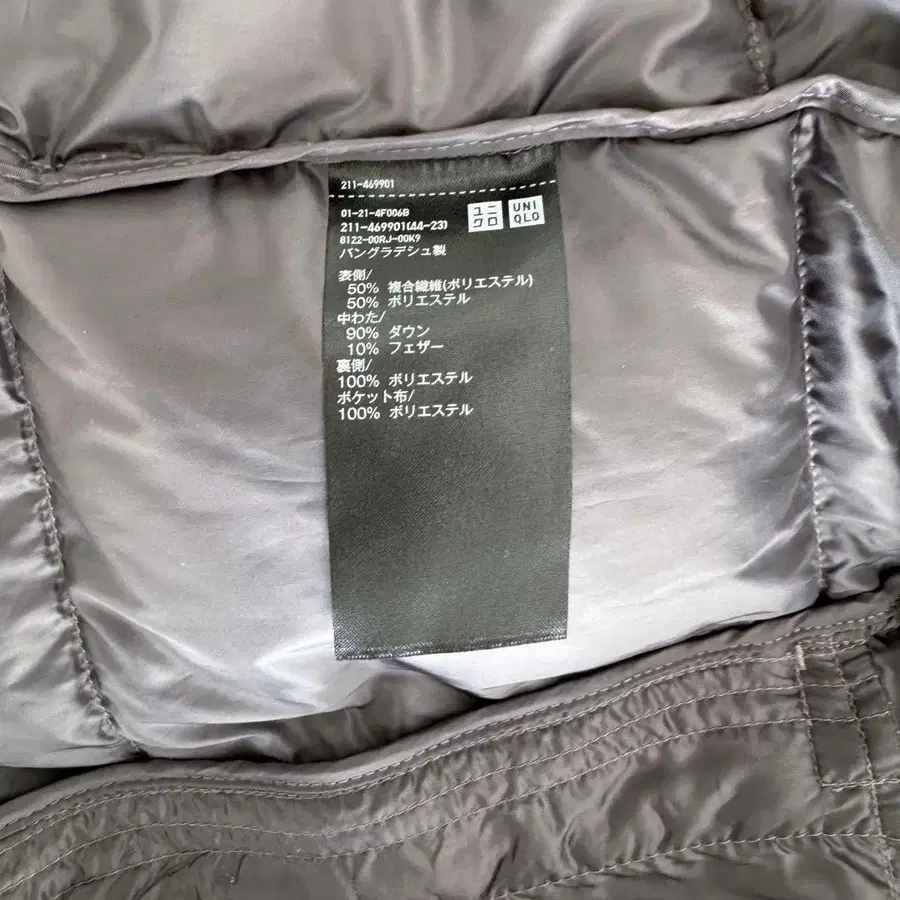 211-469901
01-21-4F006B
211-469901(44-23)
8122-00RJ-00K9
バングラデシュ製
ユニ
クロ
UNI
QLO
表側/
50% 複合繊維(ポリエステル)
50% ポリエステル
中わた/
90% ダウン
10% フェザー
裏側/
100% ポリエステル
ポケット布/
100% ポリエステル